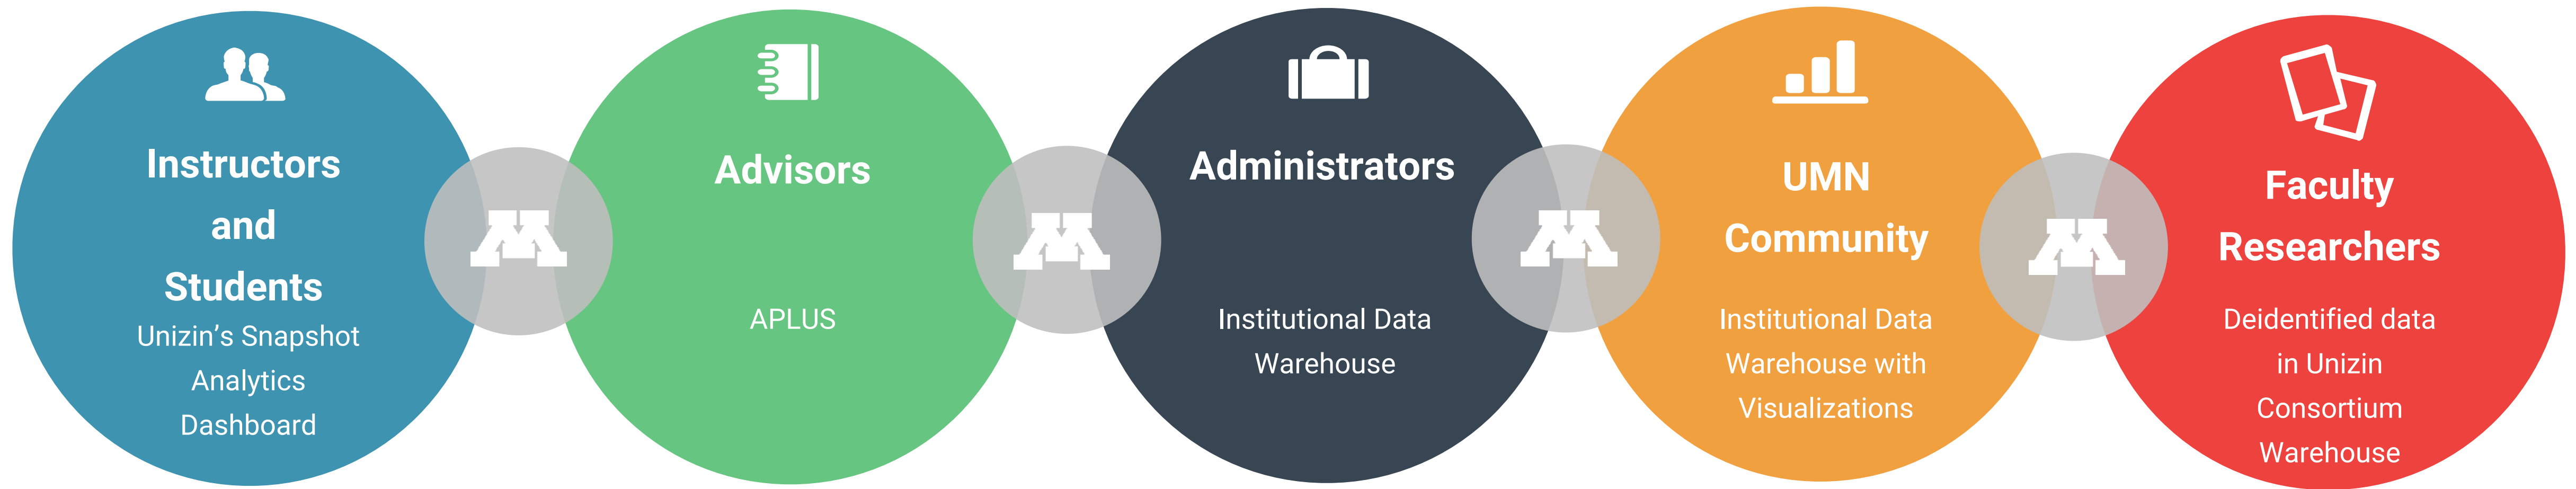 Instructors
and
Students
Unizin’s Snapshot
Analytics
Dashboard
M
Advisors
APLUS
M
Administrators
Institutional Data
Warehouse
M
UMN
Community
Institutional Data
Warehouse with
Visualizations
M
Faculty
Researchers
Deidentified data
in Unizin
Consortium
Warehouse